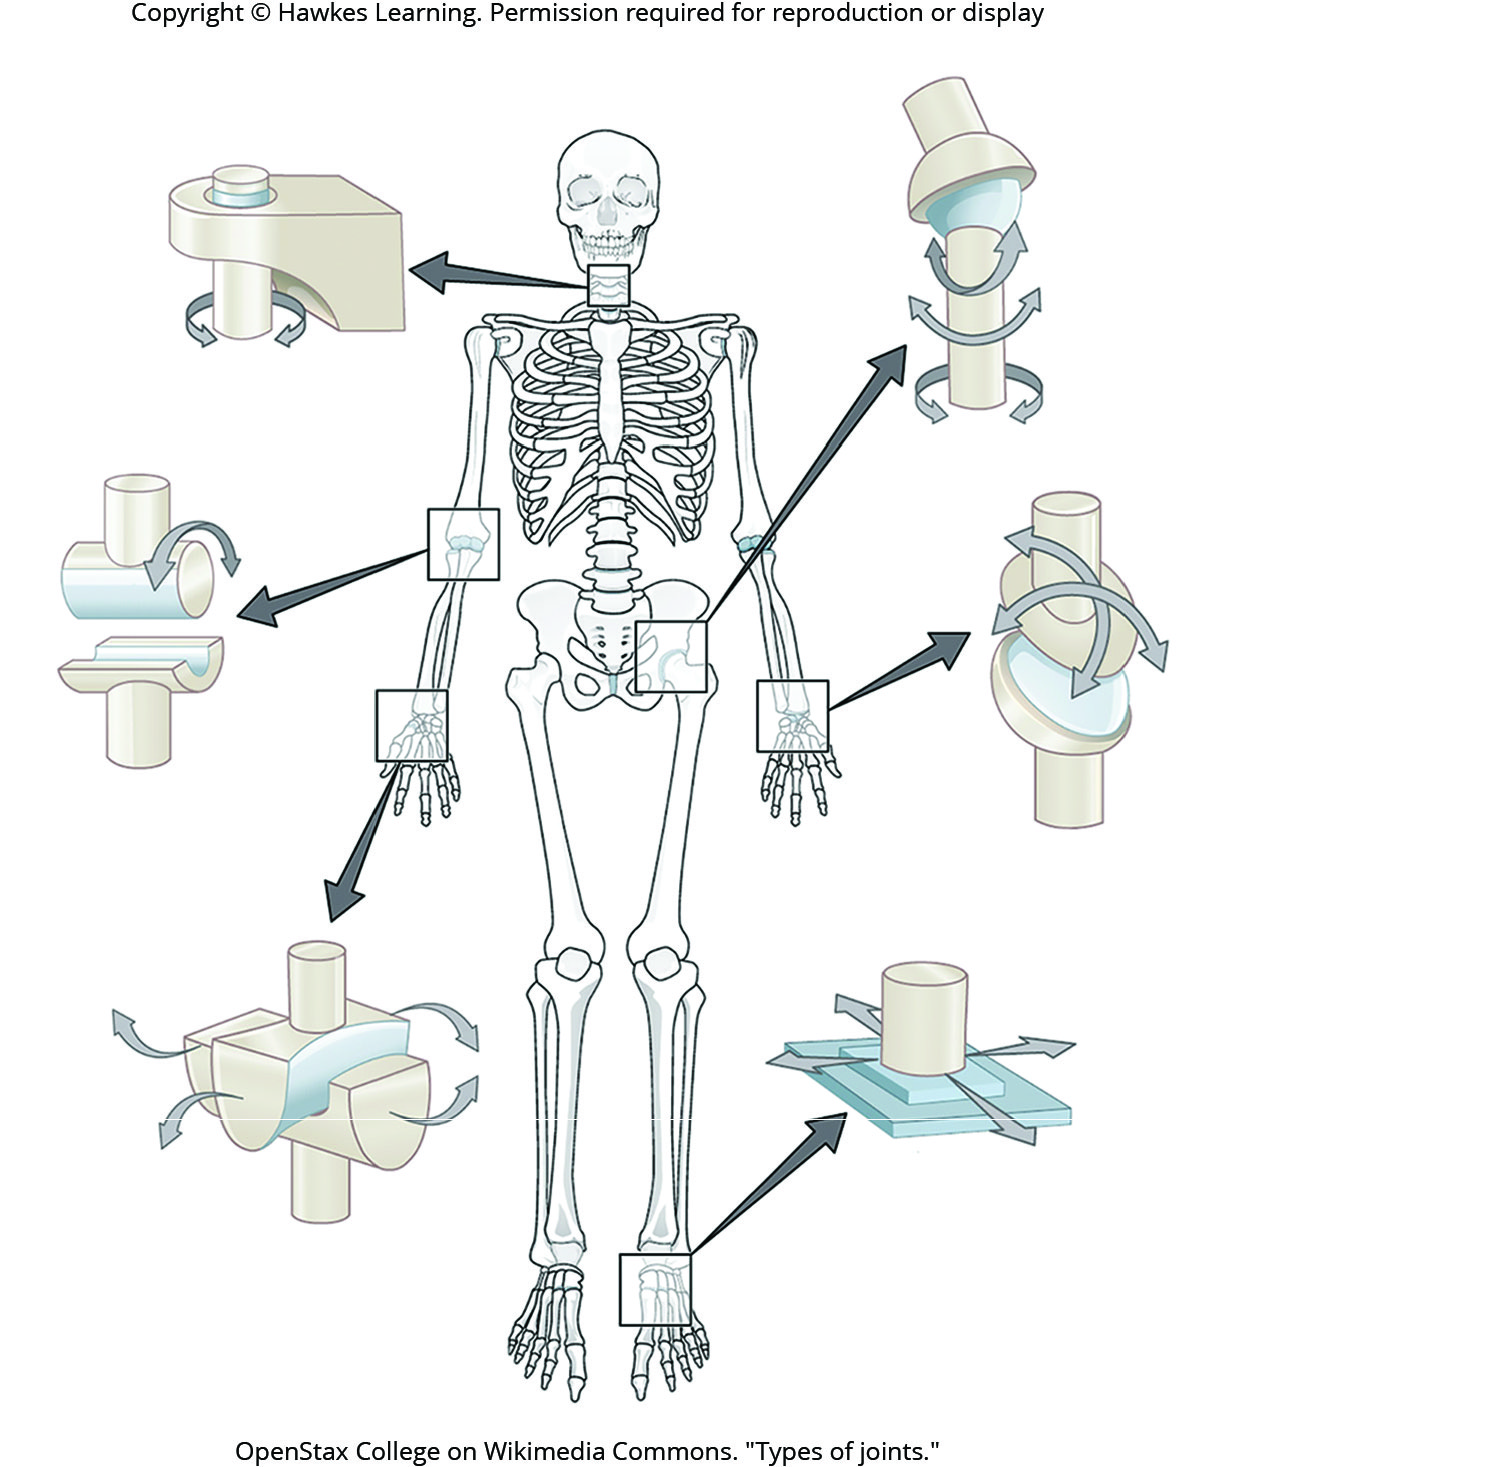 Copyright © Hawkes Learning. Permission required for reproduction or display
OpenStax College on Wikimedia Commons. "Types of joints."